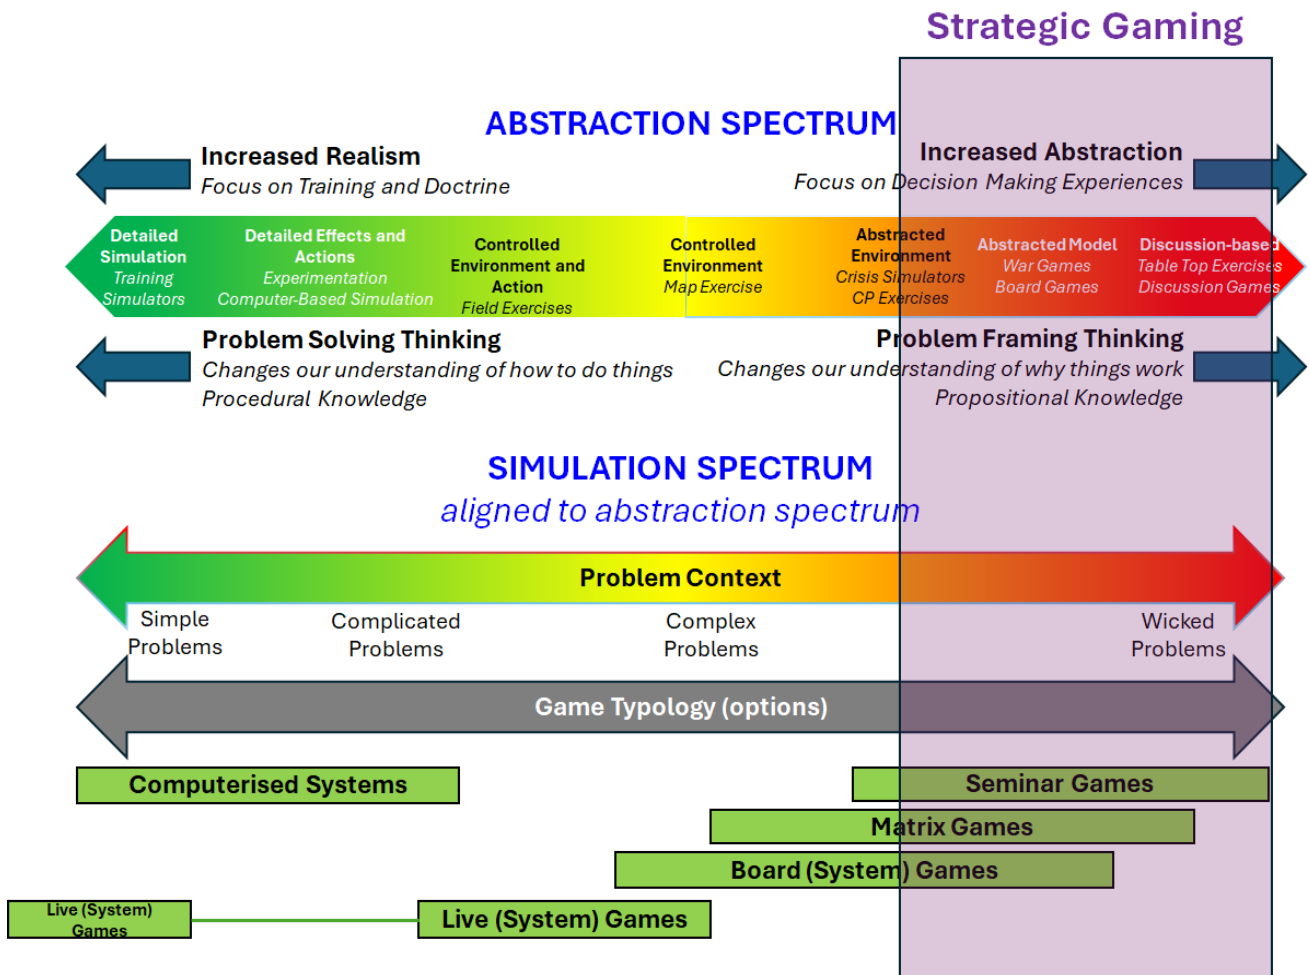 Strategic Gaming
ABSTRACTION SPECTRUM
Increased Realism
Focus on Training and Doctrine
Increased Abstraction
Focus on Decision Making Experiences
Detailed
Simulation
Training
Simulators
Detailed Effects and
Actions
Experimentation
Computer-Based Simulation
Controlled
Environment and
Action
Field Exercises
Controlled
Environment
Map Exercise
Abstracted
Environment
Crisis Simulators
CP Exercises
Abstracted Model
War Games
Board Games
Discussion-based
Table Top Exercises
Discussion Games
Problem Solving Thinking
Changes our understanding of how to do things
Procedural Knowledge
Problem Framing Thinking
Changes our understanding of why things work
Propositional Knowledge
SIMULATION SPECTRUM
aligned to abstraction spectrum
Problem Context
Simple
Problems
Complicated
Problems
Complex
Problems
Wicked
Problems
Game Typology (options)
Computerised Systems
Seminar Games
Matrix Games
Board (System) Games
Live (System)
Games
Live (System) Games